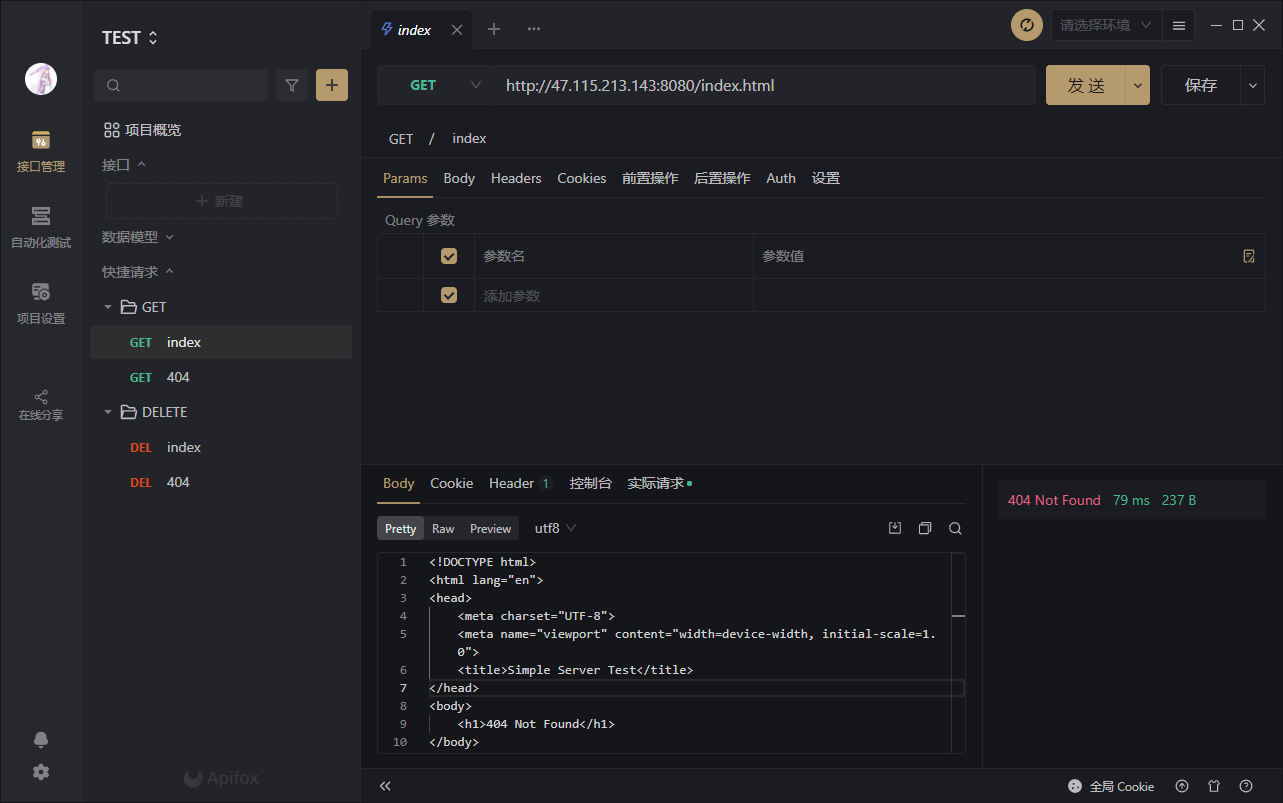 TEST
index
请选择环境
GET
http://47.115.213.143:8080/index.html
发 送
保存
GET / index
Params Body Headers Cookies 前置操作 后置操作 Auth 设置
Query 参数
参数名 参数值
添加参数
接口管理
自动化测试
项目设置
在线分享
项目概览
接口
新建
数据模型
快捷请求
GET
GET index
GET 404
DELETE
DEL index
DEL 404
Apifox
Body Cookie Header 1 控制台 实际请求
404 Not Found 79 ms 237 B
Pretty Raw Preview utf8
1 <!DOCTYPE html>
2 <html lang="en">
3 <head>
4 <meta charset="UTF-8">
5 <meta name="viewport" content="width=device-width, initial-scale=1.
0">
6 <title>Simple Server Test</title>
7 </head>
8 <body>
9 <h1>404 Not Found</h1>
10 </body>
全局 Cookie